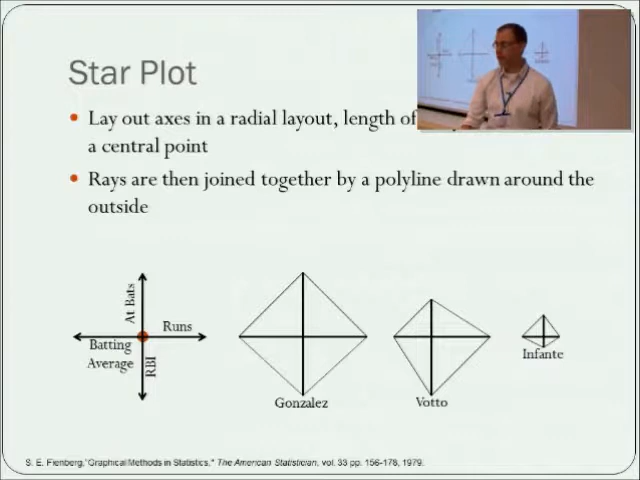 Star Plot
Lay out axes in a radial layout, length of
a central point
Rays are then joined together by a polyline drawn around the
outside
At Bats
Runs
Batting
Average
RBI
Gonzalez
Votto
Infante
S. E. Fienberg,"Graphical Methods in Statistics," The American Statistician, vol. 33 pp. 156-178, 1979.